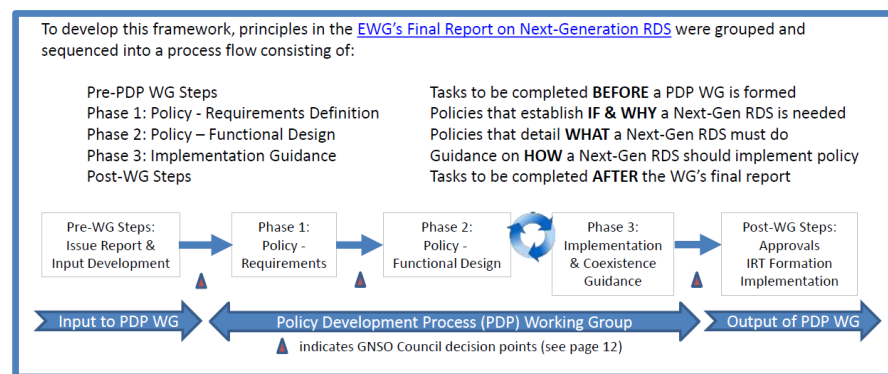 To develop this framework, principles in the EWG's Final Report on Next-Generation RDS were grouped and
sequenced into a process flow consisting of:
Pre-PDP WG Steps Tasks to be completed BEFORE a PDP WG is formed
Phase 1: Policy - Requirements Definition Policies that establish IF & WHY a Next-Gen RDS is needed
Phase 2: Policy – Functional Design Policies that detail WHAT a Next-Gen RDS must do
Phase 3: Implementation Guidance Guidance on HOW a Next-Gen RDS should implement policy
Post-WG Steps Tasks to be completed AFTER the WG's final report
Pre-WG Steps:
Issue Report &
Input Development
Phase 1:
Policy -
Requirements
Phase 2:
Policy -
Functional Design
Phase 3:
Implementation
& Coexistence
Guidance
Post-WG Steps:
Approvals
IRT Formation
Implementation
Input to PDP WG
Policy Development Process (PDP) Working Group
Output of PDP WG
indicates GNSO Council decision points (see page 12)